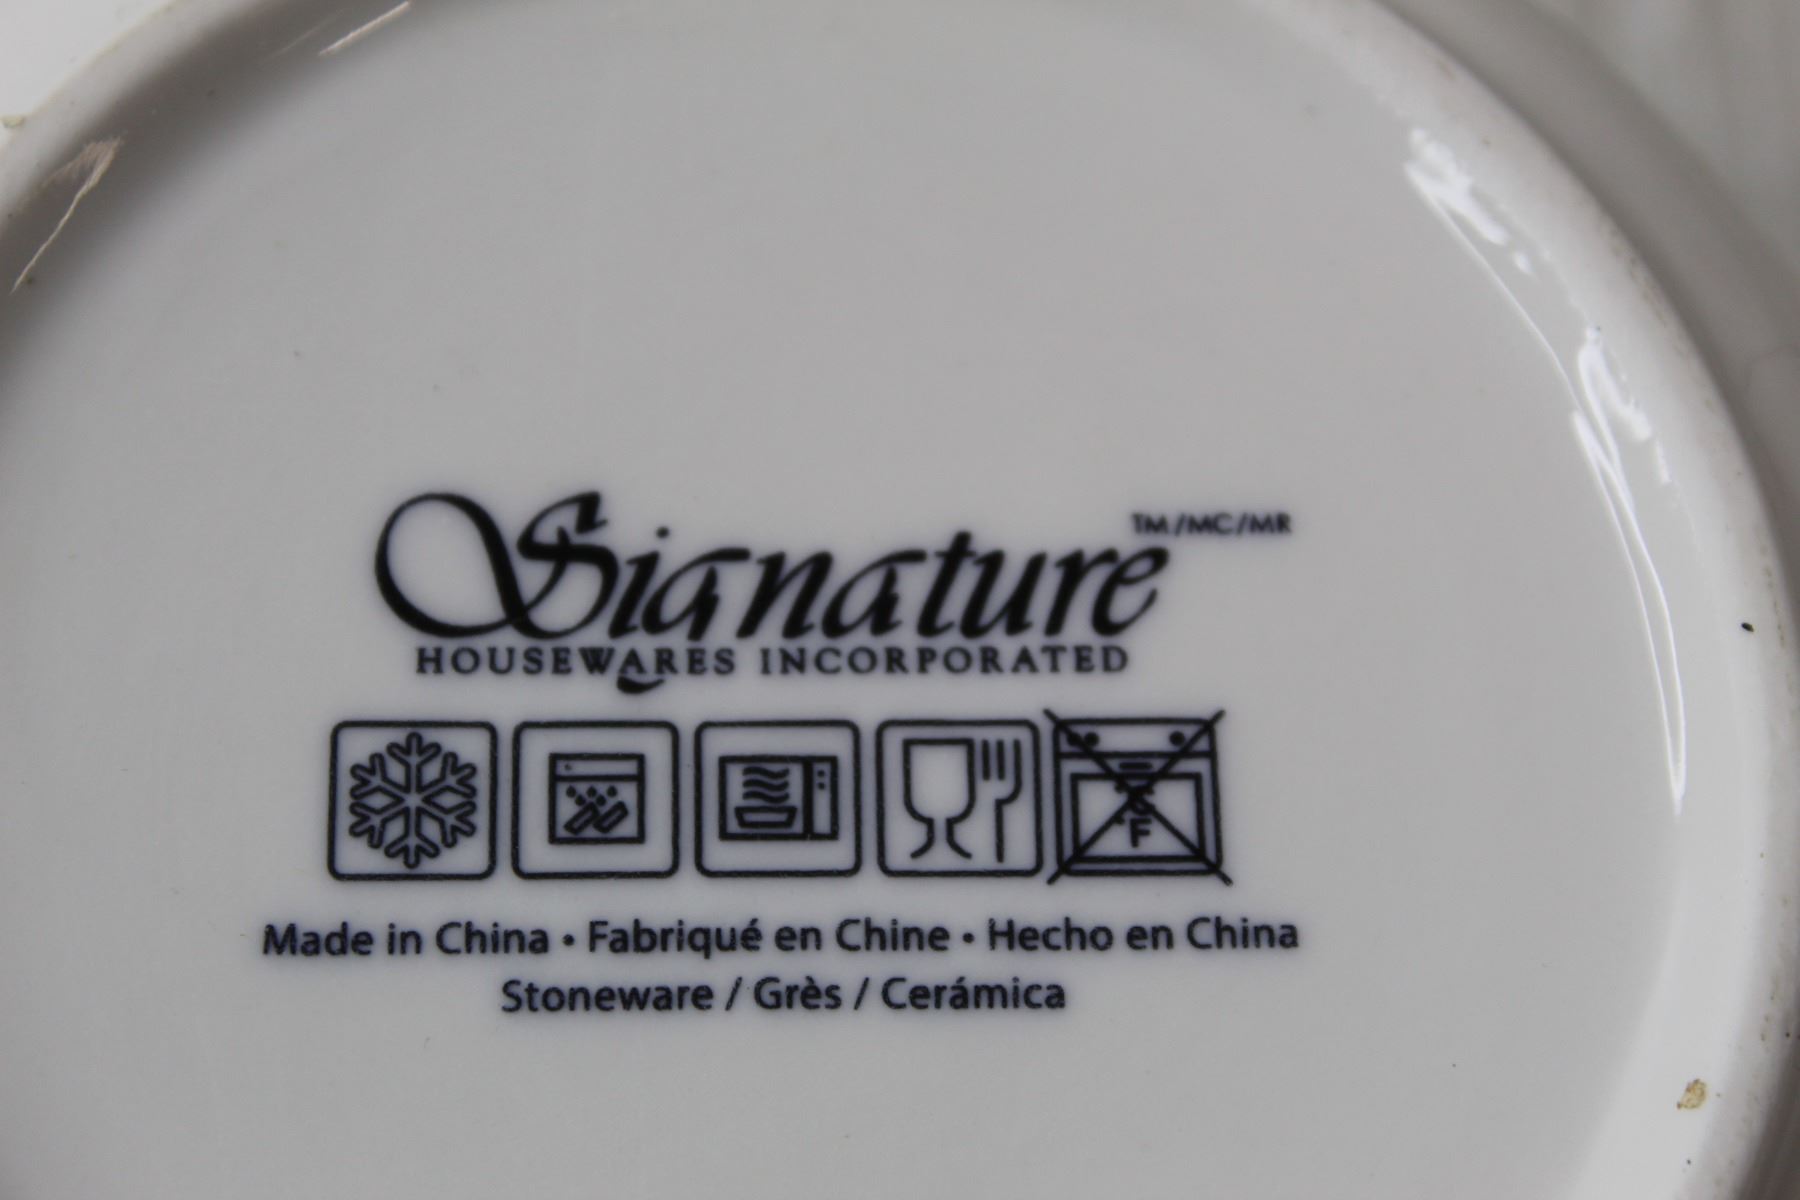 Signature TM/MC/MR
HOUSEWARES INCORPORATED
F
Made in China • Fabriqué en Chine • Hecho en China
Stoneware / Grès / Cerámica